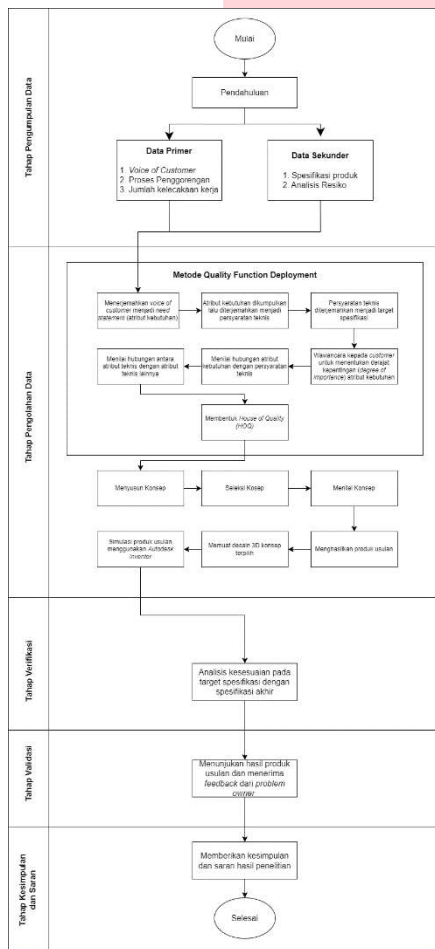 Mulai
Tahap Pengumpulan Data
Pendahuluan
Data Primer
1. Voice of Customer
2. Proses Penggorengan
3. Jumlah kelecakaan kerja
Data Sekunder
1. Spesifikasi produk
2. Analisis Resiko
Tahap Pengolahan Data
Metode Quality Function Deployment
Menerjemahkan voice of
customer menjadi need
statement (atribut kebutuhan)
Atribut kebutuhan dikumpulkan
lalu diterjemahkan menjadi
persyaratan teknis
Persyaratan teknis
diterjemahkan menjadi target
spesifikasi
Wawancara kepada customer
untuk menentukan derajat
kepentingan (degree of
importance) atribut kebutuhan
Menilai hubungan atribut
kebutuhan dengan persyaratan
teknis
Menilai hubungan antara
atribut teknis dengan atribut
teknis lainnya
Membentuk House of Quality
(HOQ)
Menyusun Konsep
Seleksi Kosep
Menilai Konsep
Menghasilkan produk usulan
Membuat desain 3D konsep
terpilih
Simulasi produk usulan
menggunakan Autodesk
Inventor
Tahap Verifikasi
Analisis kesesuaian pada
target spesifikasi dengan
spesifikasi akhir
Tahap Validasi
Menunjukan hasil produk
usulan dan menerima
feedback dari problem
owner
Tahap Kesimpulan
dan Saran
Memberikan kesimpulan
dan saran hasil penelitian
Selesai